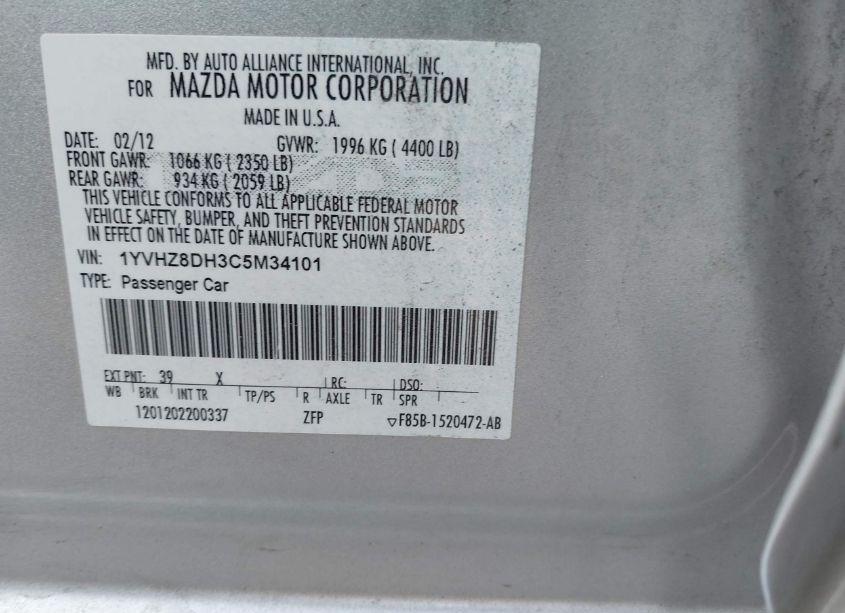 MFD. BY AUTO ALLIANCE INTERNATIONAL, INC.
FOR MAZDA MOTOR CORPORATION
MADE IN U.S.A.
DATE: 02/12 GVWR: 1996 KG ( 4400 LB)
FRONT GAWR: 1066 KG ( 2350 LB)
REAR GAWR: 934 KG ( 2059 LB)
THIS VEHICLE CONFORMS TO ALL APPLICABLE FEDERAL MOTOR
VEHICLE SAFETY, BUMPER, AND THEFT PREVENTION STANDARDS
IN EFFECT ON THE DATE OF MANUFACTURE SHOWN ABOVE.
VIN: 1YVHZ8DH3C5M34101
TYPE: Passenger Car
EXT PNT: 39 X RC: DSO:
WB BRK INT TR TP/PS R AXLE TR SPR
1201202200337 ZFP ▽F85B-1520472-AB